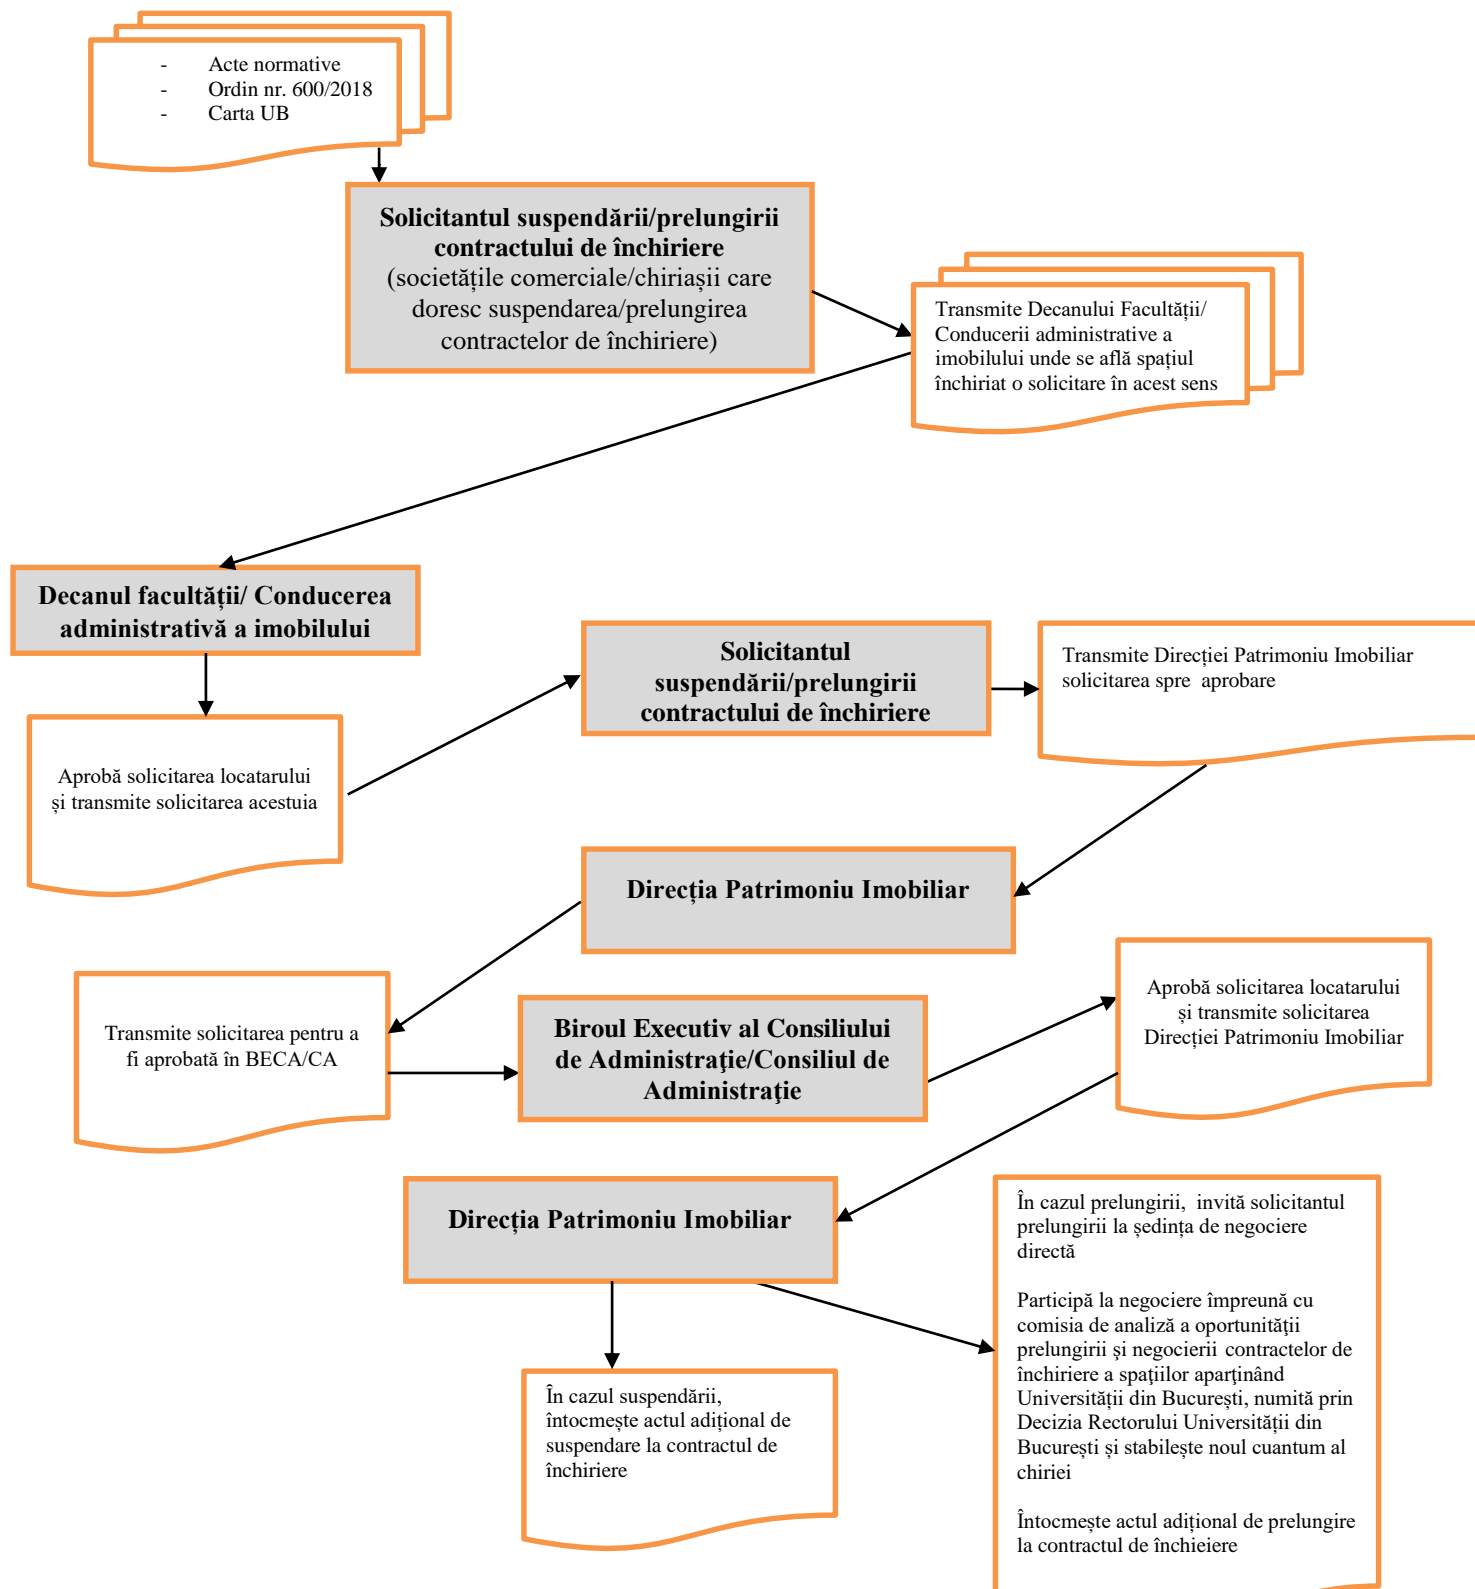 - Acte normative
- Ordin nr. 600/2018
- Carta UB
Solicitantul suspendării/prelungirii
contractului de închiriere
(societățile comerciale/chiriașii care
doresc suspendarea/prelungirea
contractelor de închiriere)
Transmite Decanului Facultății/
Conducerii administrative a
imobilului unde se află spațiul
închiriat o solicitare în acest sens
Decanul facultății/ Conducerea
administrativă a imobilului
Solicitantul
suspendării/prelungirii
contractului de închiriere
Transmite Direcției Patrimoniu Imobiliar
solicitarea spre aprobare
Aprobă solicitarea locatarului
și transmite solicitarea acestuia
Direcția Patrimoniu Imobiliar
Transmite solicitarea pentru a
fi aprobată în BECA/CA
Biroul Executiv al Consiliului
de Administraţie/Consiliul de
Administraţie
Aprobă solicitarea locatarului
și transmite solicitarea
Direcției Patrimoniu Imobiliar
Direcția Patrimoniu Imobiliar
În cazul suspendării,
întocmește actul adițional de
suspendare la contractul de
închiriere
În cazul prelungirii, invită solicitantul
prelungirii la ședința de negociere
directă
Participă la negociere împreună cu
comisia de analiză a oportunităţii
prelungirii şi negocierii contractelor de
închiriere a spaţiilor aparţinând
Universității din București, numită prin
Decizia Rectorului Universității din
București și stabilește noul cuantum al
chiriei
Întocmește actul adițional de prelungire
la contractul de închieiere